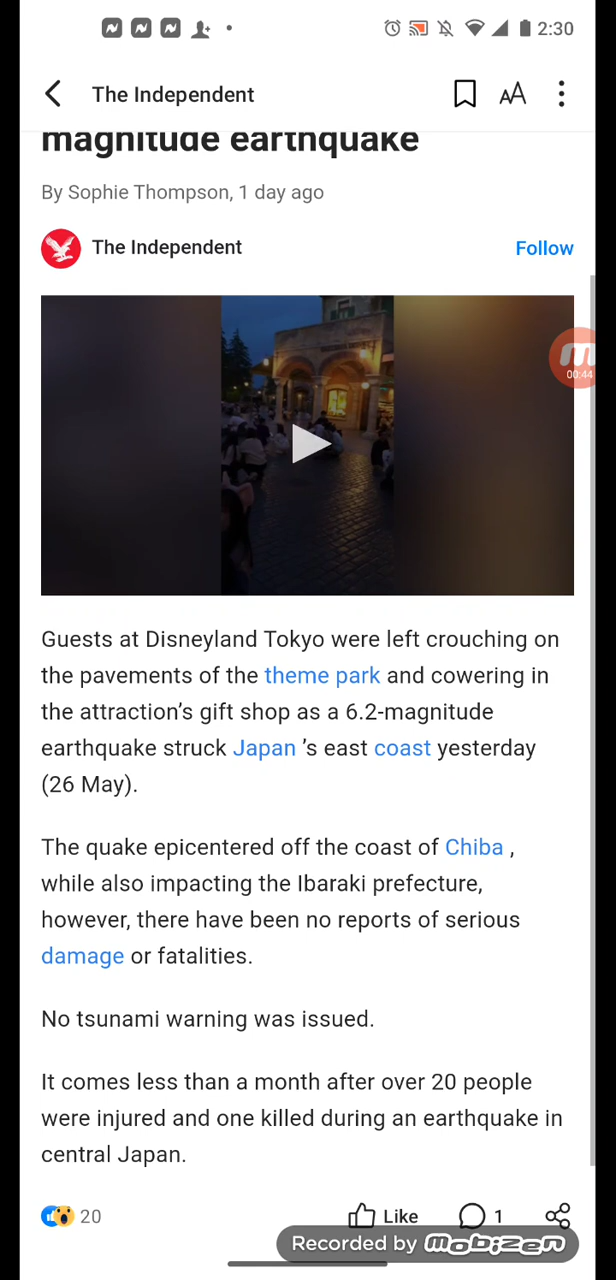 2:30
The Independent
magnitude earthquake
By Sophie Thompson, 1 day ago
The Independent
Follow
00:44
Guests at Disneyland Tokyo were left crouching on
the pavements of the theme park and cowering in
the attraction’s gift shop as a 6.2-magnitude
earthquake struck Japan ’s east coast yesterday
(26 May).
The quake epicentered off the coast of Chiba ,
while also impacting the Ibaraki prefecture,
however, there have been no reports of serious
damage or fatalities.
No tsunami warning was issued.
It comes less than a month after over 20 people
were injured and one killed during an earthquake in
central Japan.
20
Like
1
Recorded by mobizen